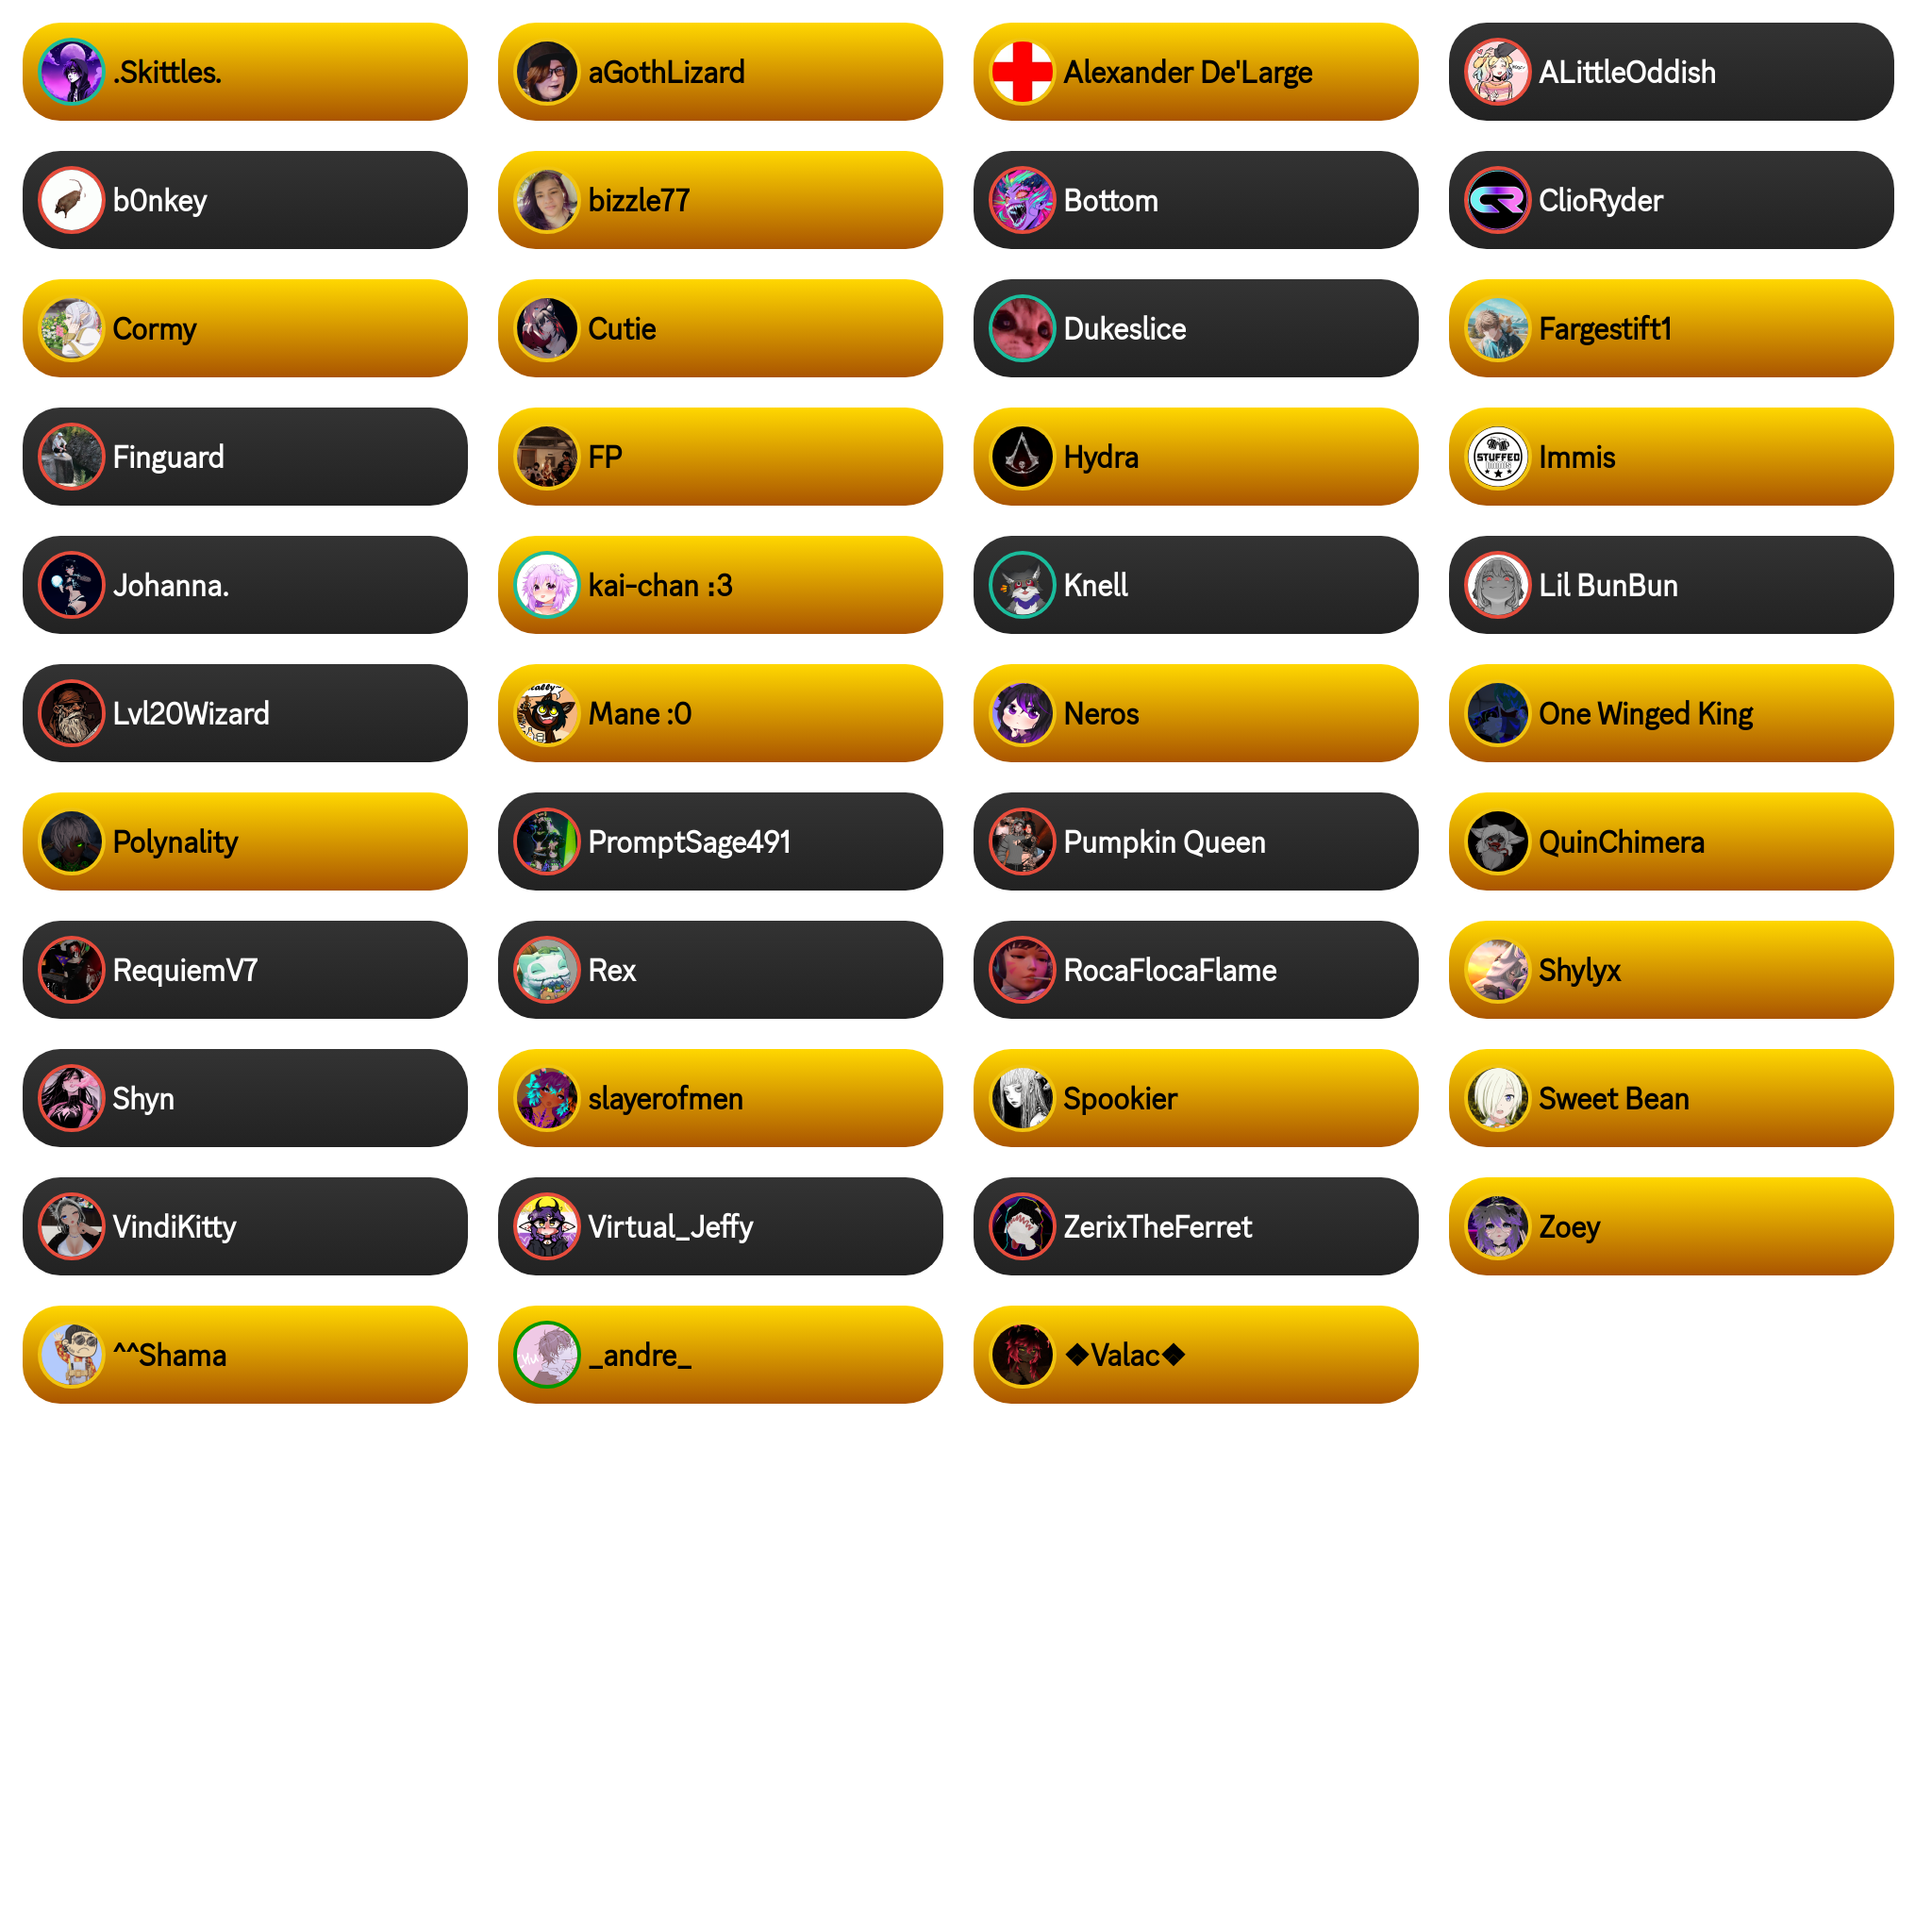 .Skittles.
aGothLizard
Alexander De'Large
ALittleOddish
b0nkey
bizzle77
Bottom
ClioRyder
Cormy
Cutie
Dukeslice
Fargestift1
Finguard
FP
Hydra
STUFFED
Immis
Johanna.
kai-chan :3
Knell
Lil BunBun
Lvl20Wizard
Mane :0
Neros
One Winged King
Polynality
PromptSage491
Pumpkin Queen
QuinChimera
RequiemV7
Rex
RocaFlocaFlame
Shylyx
Shyn
slayerofmen
Spookier
Sweet Bean
VindiKitty
Virtual_Jeffy
ZerixTheFerret
Zoey
^^Shama
_andre_
◆Valac◆